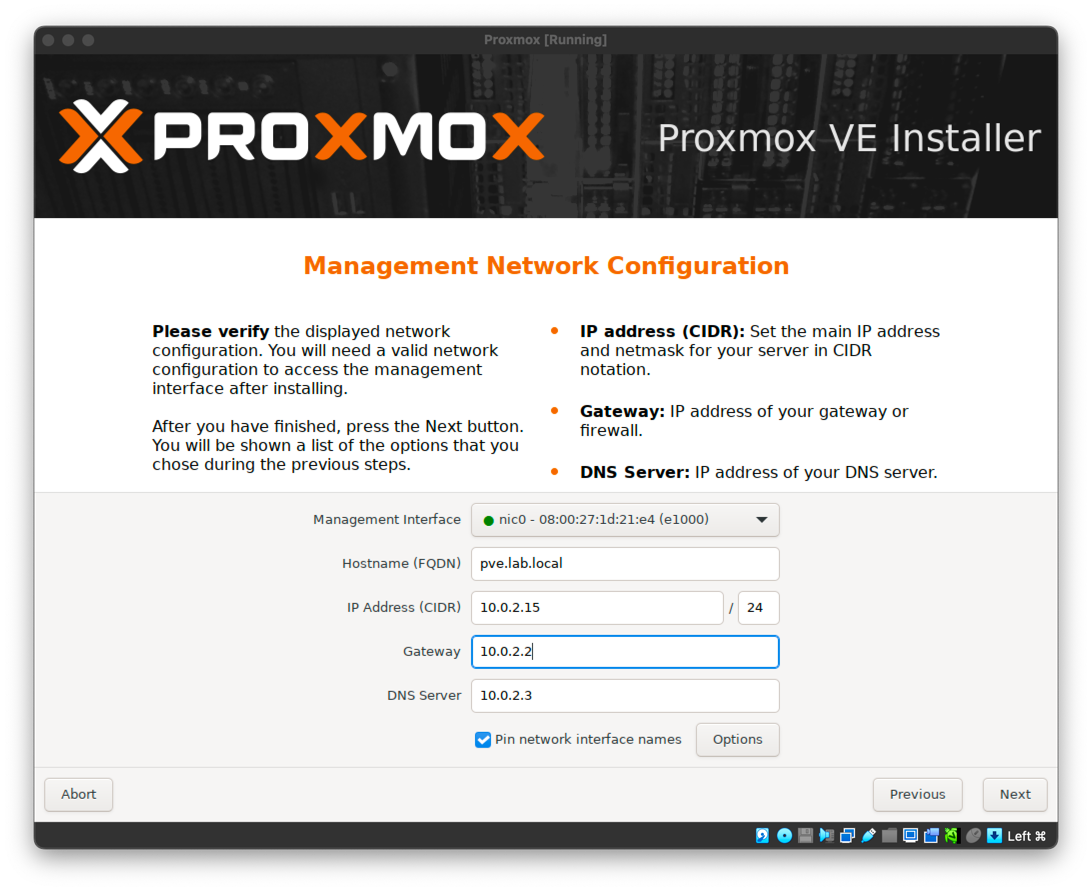 Proxmox [Running]
PROXMOX
Proxmox VE Installer
Management Network Configuration
Please verify the displayed network
configuration. You will need a valid network
configuration to access the management
interface after installing.
After you have finished, press the Next button.
You will be shown a list of the options that you
chose during the previous steps.
IP address (CIDR): Set the main IP address
and netmask for your server in CIDR
notation.
Gateway: IP address of your gateway or
firewall.
DNS Server: IP address of your DNS server.
Management Interface nic0 - 08:00:27:1d:21:e4 (e1000)
Hostname (FQDN) pve.lab.local
IP Address (CIDR) 10.0.2.15 / 24
Gateway 10.0.2.2
DNS Server 10.0.2.3
Pin network interface names Options
Abort Previous Next
Left ⌘